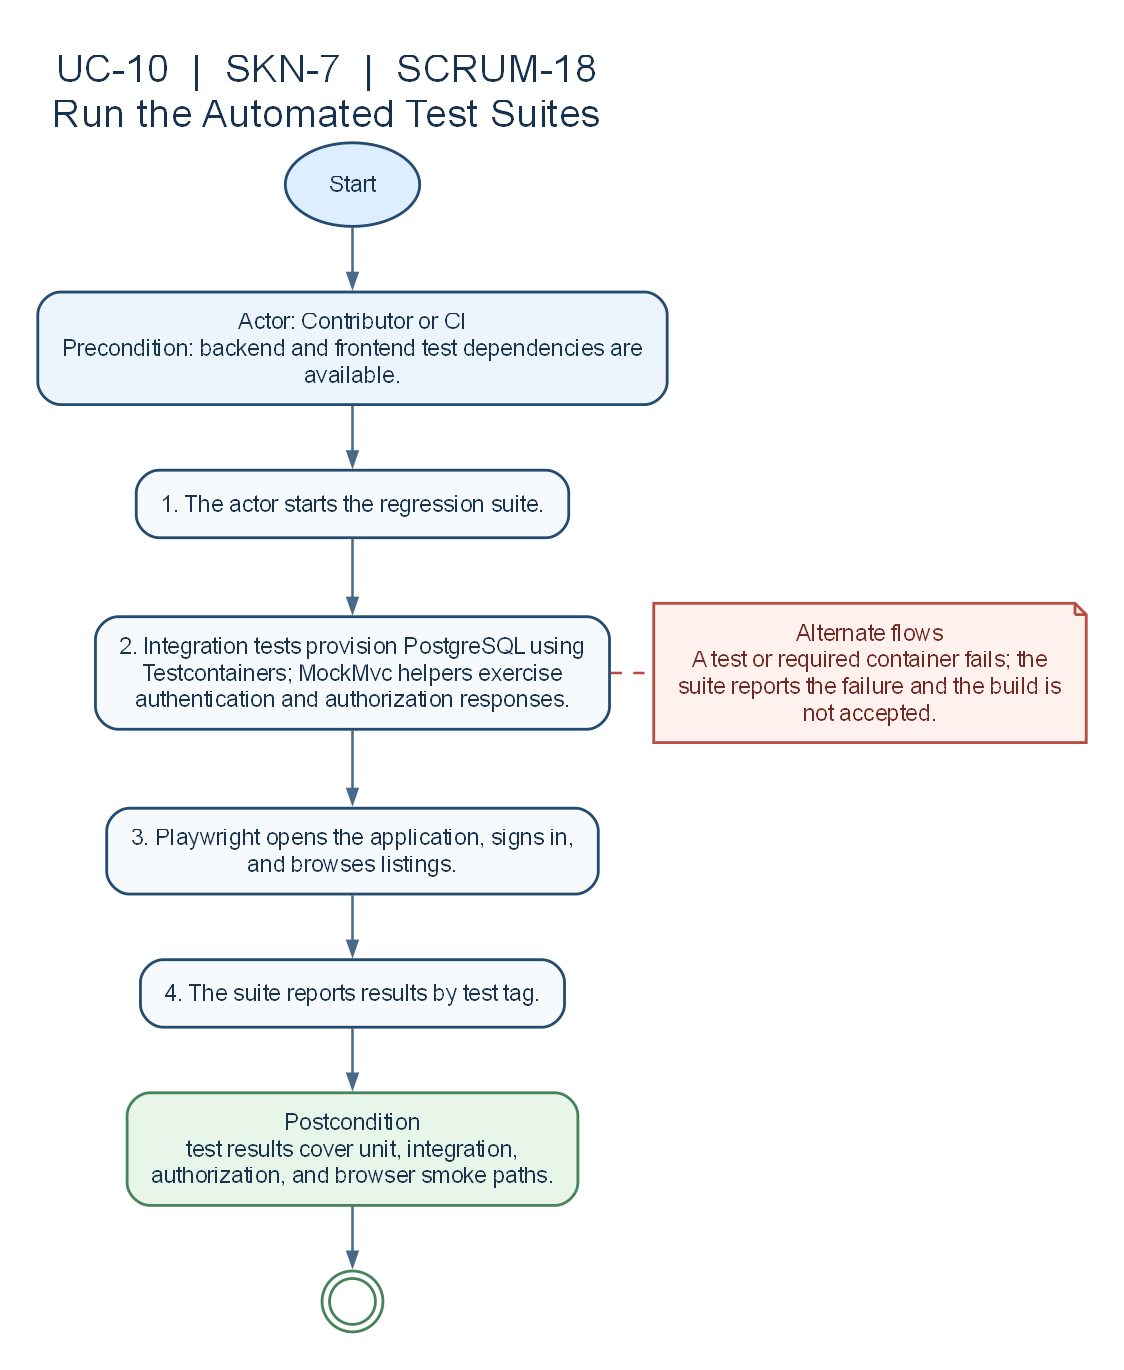 UC-10 | SKN-7 | SCRUM-18
Run the Automated Test Suites
Start
Actor: Contributor or CI
Precondition: backend and frontend test dependencies are
available.
1. The actor starts the regression suite.
2. Integration tests provision PostgreSQL using
Testcontainers; MockMvc helpers exercise
authentication and authorization responses.
Alternate flows
A test or required container fails; the
suite reports the failure and the build is
not accepted.
3. Playwright opens the application, signs in,
and browses listings.
4. The suite reports results by test tag.
Postcondition
test results cover unit, integration,
authorization, and browser smoke paths.